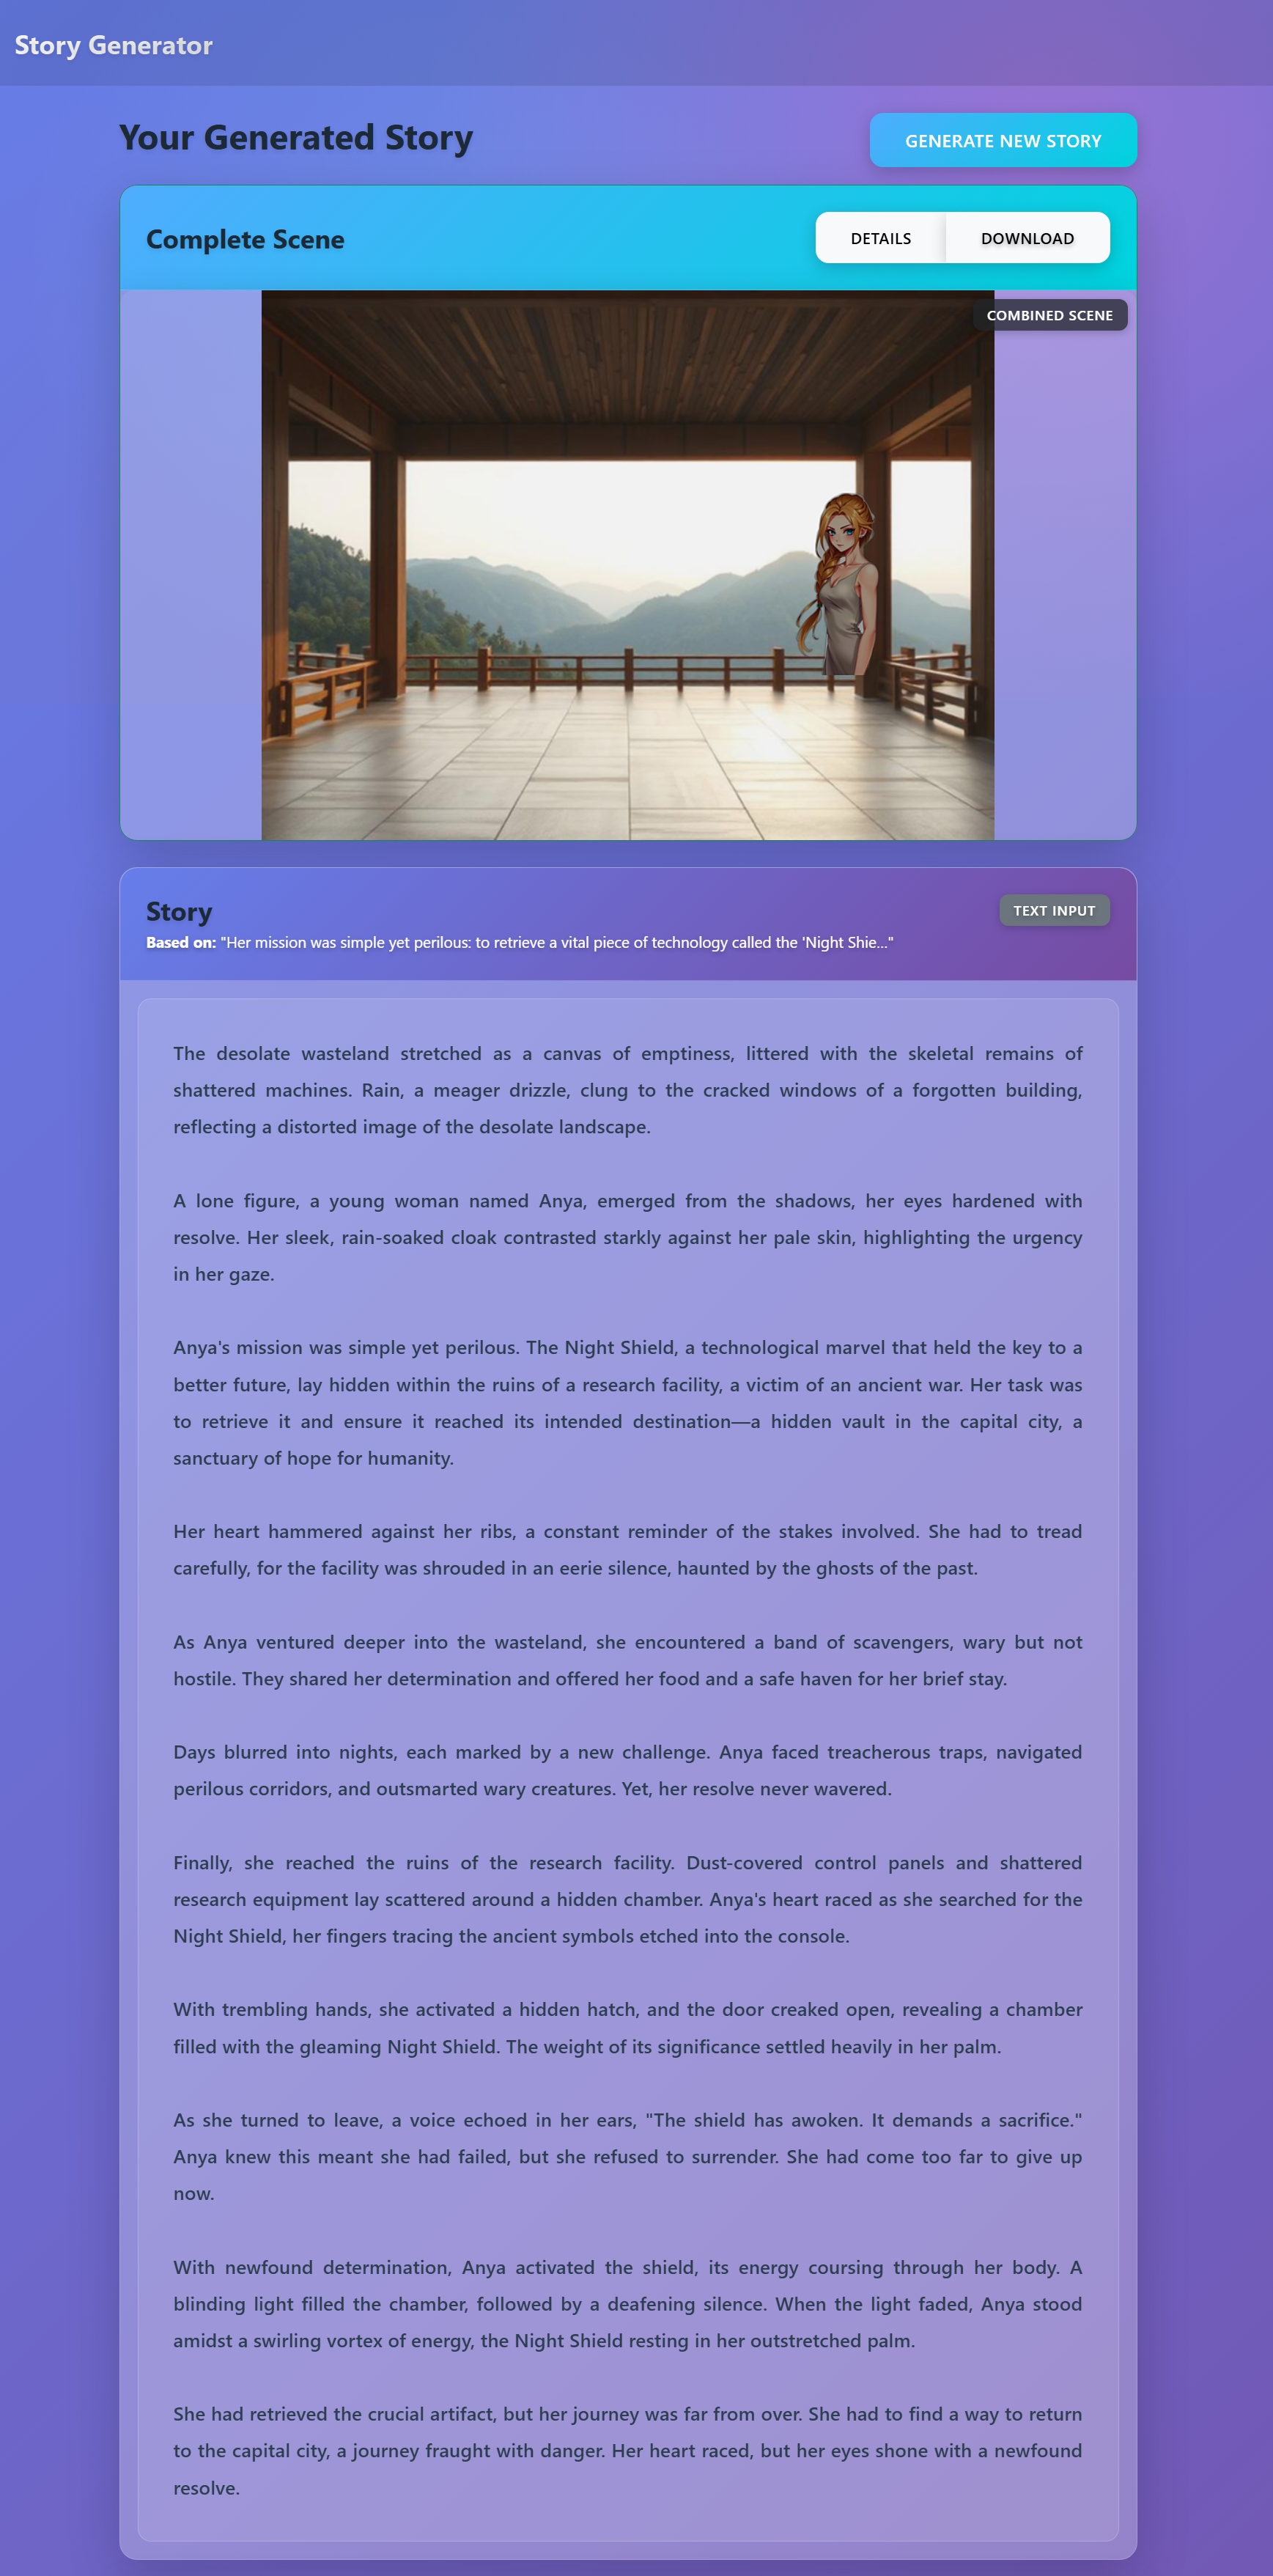 Story Generator
Your Generated Story
GENERATE NEW STORY
Complete Scene
DETAILS
DOWNLOAD
COMBINED SCENE
Story
TEXT INPUT
Based on: "Her mission was simple yet perilous: to retrieve a vital piece of technology called the 'Night Shie..."
The desolate wasteland stretched as a canvas of emptiness, littered with the skeletal remains of
shattered machines. Rain, a meager drizzle, clung to the cracked windows of a forgotten building,
reflecting a distorted image of the desolate landscape.
A lone figure, a young woman named Anya, emerged from the shadows, her eyes hardened with
resolve. Her sleek, rain-soaked cloak contrasted starkly against her pale skin, highlighting the urgency
in her gaze.
Anya's mission was simple yet perilous. The Night Shield, a technological marvel that held the key to a
better future, lay hidden within the ruins of a research facility, a victim of an ancient war. Her task was
to retrieve it and ensure it reached its intended destination—a hidden vault in the capital city, a
sanctuary of hope for humanity.
Her heart hammered against her ribs, a constant reminder of the stakes involved. She had to tread
carefully, for the facility was shrouded in an eerie silence, haunted by the ghosts of the past.
As Anya ventured deeper into the wasteland, she encountered a band of scavengers, wary but not
hostile. They shared her determination and offered her food and a safe haven for her brief stay.
Days blurred into nights, each marked by a new challenge. Anya faced treacherous traps, navigated
perilous corridors, and outsmarted wary creatures. Yet, her resolve never wavered.
Finally, she reached the ruins of the research facility. Dust-covered control panels and shattered
research equipment lay scattered around a hidden chamber. Anya's heart raced as she searched for the
Night Shield, her fingers tracing the ancient symbols etched into the console.
With trembling hands, she activated a hidden hatch, and the door creaked open, revealing a chamber
filled with the gleaming Night Shield. The weight of its significance settled heavily in her palm.
As she turned to leave, a voice echoed in her ears, "The shield has awoken. It demands a sacrifice."
Anya knew this meant she had failed, but she refused to surrender. She had come too far to give up
now.
With newfound determination, Anya activated the shield, its energy coursing through her body. A
blinding light filled the chamber, followed by a deafening silence. When the light faded, Anya stood
amidst a swirling vortex of energy, the Night Shield resting in her outstretched palm.
She had retrieved the crucial artifact, but her journey was far from over. She had to find a way to return
to the capital city, a journey fraught with danger. Her heart raced, but her eyes shone with a newfound
resolve.